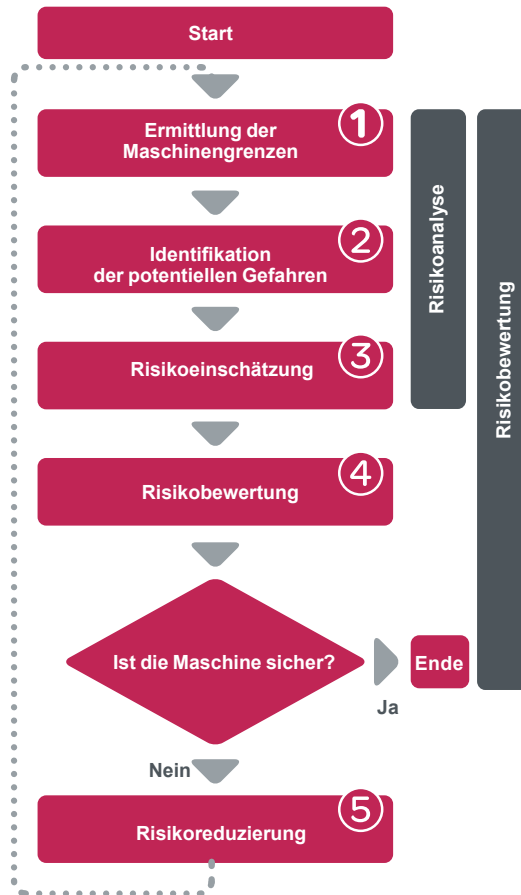 Start
1
Ermittlung der
Maschinengrenzen
2
Identifikation
der potentiellen Gefahren
3
Risikoeinschätzung
4
Risikobewertung
Ist die Maschine sicher?
Ja
Ende
Nein
5
Risikoreduzierung
Risikoanalyse
Risikobewertung